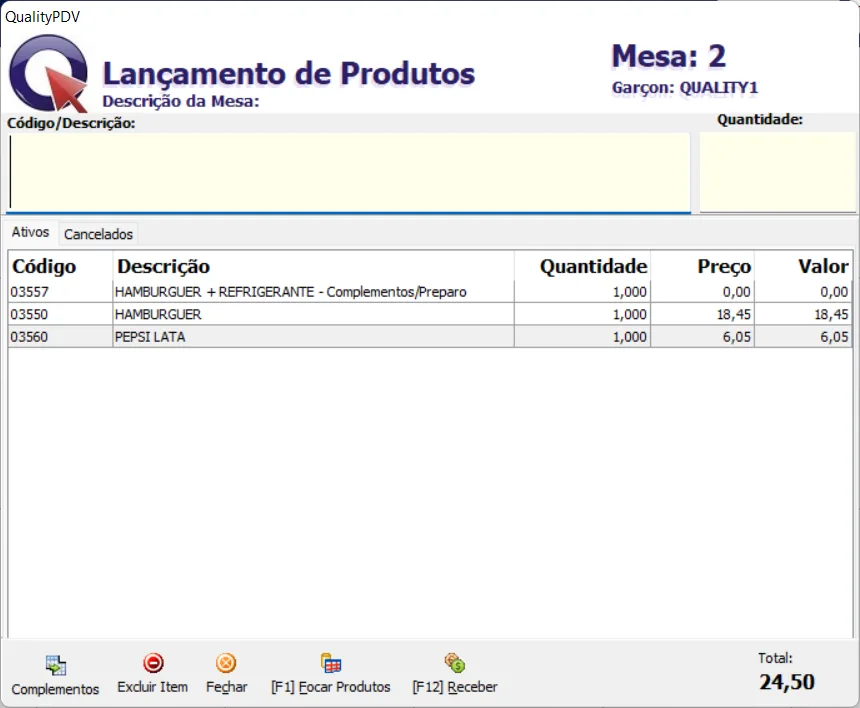 QualityPDV
Lançamento de Produtos
Mesa: 2
Descrição da Mesa:
Garçon: QUALITY1
Código/Descrição:
Quantidade:
Ativos
Cancelados
Código Descrição Quantidade Preço Valor
03557 HAMBURGUER + REFRIGERANTE - Complementos/Preparo 1,000 0,00 0,00
03550 HAMBURGUER 1,000 18,45 18,45
03560 PEPSI LATA 1,000 6,05 6,05
Complementos
Excluir Item
Fechar
[F1] Focar Produtos
[F12] Receber
Total:
24,50